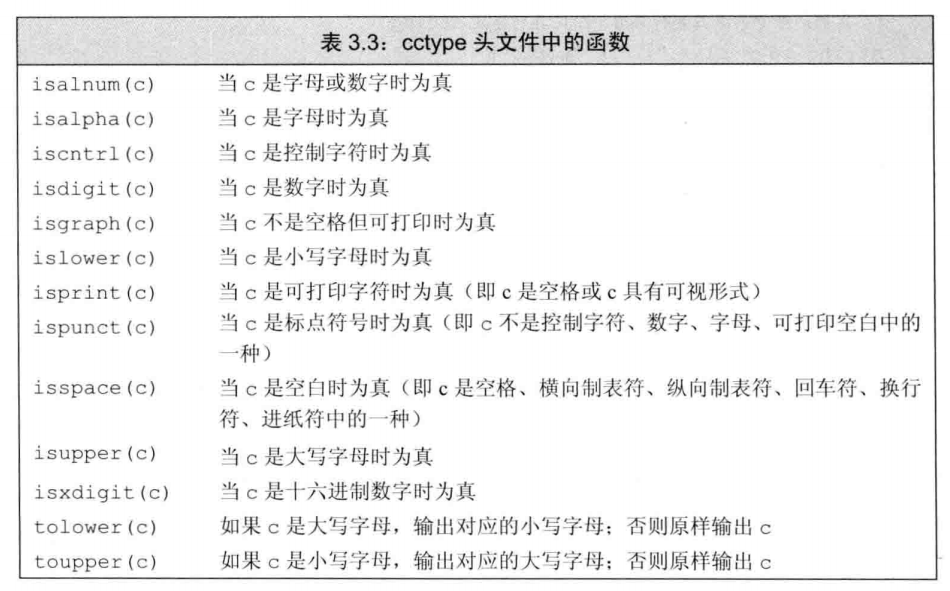 表 3.3：cctype 头文件中的函数
isalnum(c) 当 c 是字母或数字时为真
isalpha(c) 当 c 是字母时为真
iscntrl(c) 当 c 是控制字符时为真
isdigit(c) 当 c 是数字时为真
isgraph(c) 当 c 不是空格但可打印时为真
islower(c) 当 c 是小写字母时为真
isprint(c) 当 c 是可打印字符时为真（即 c 是空格或 c 具有可视形式）
ispunct(c) 当 c 是标点符号时为真（即 c 不是控制字符、数字、字母、可打印空白中的
一种）
isspace(c) 当 c 是空白时为真（即 c 是空格、横向制表符、纵向制表符、回车符、换行
符、进纸符中的一种）
isupper(c) 当 c 是大写字母时为真
isxdigit(c) 当 c 是十六进制数字时为真
tolower(c) 如果 c 是大写字母，输出对应的小写字母；否则原样输出 c
toupper(c) 如果 c 是小写字母，输出对应的大写字母；否则原样输出 c